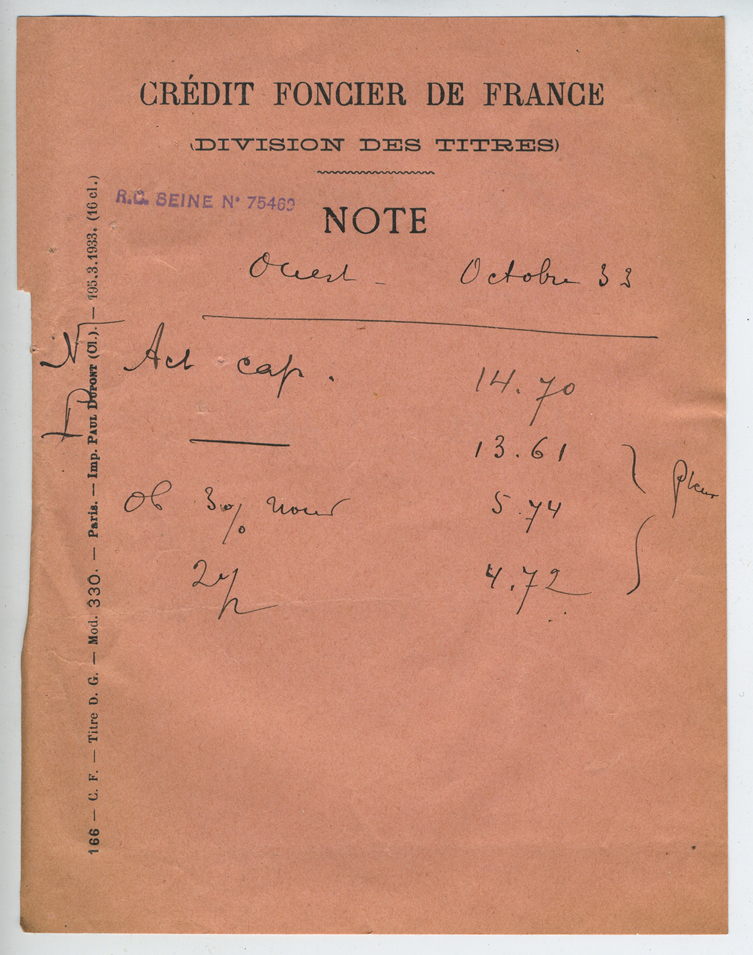 CRÉDIT FONCIER DE FRANCE
(DIVISION DES TITRES)
R.C. SEINE N° 75469
NOTE
Ouest - Octobre 33
N Act cap. 14.70
P 13.61
Ob 3% nouv 5.74
2½ 4.72
166 — C. F. — Titre D. G. — Mod. 330. — Paris. — Imp. PAUL DUPONT (Cl.). — 195.3.1933. (16 cl.)